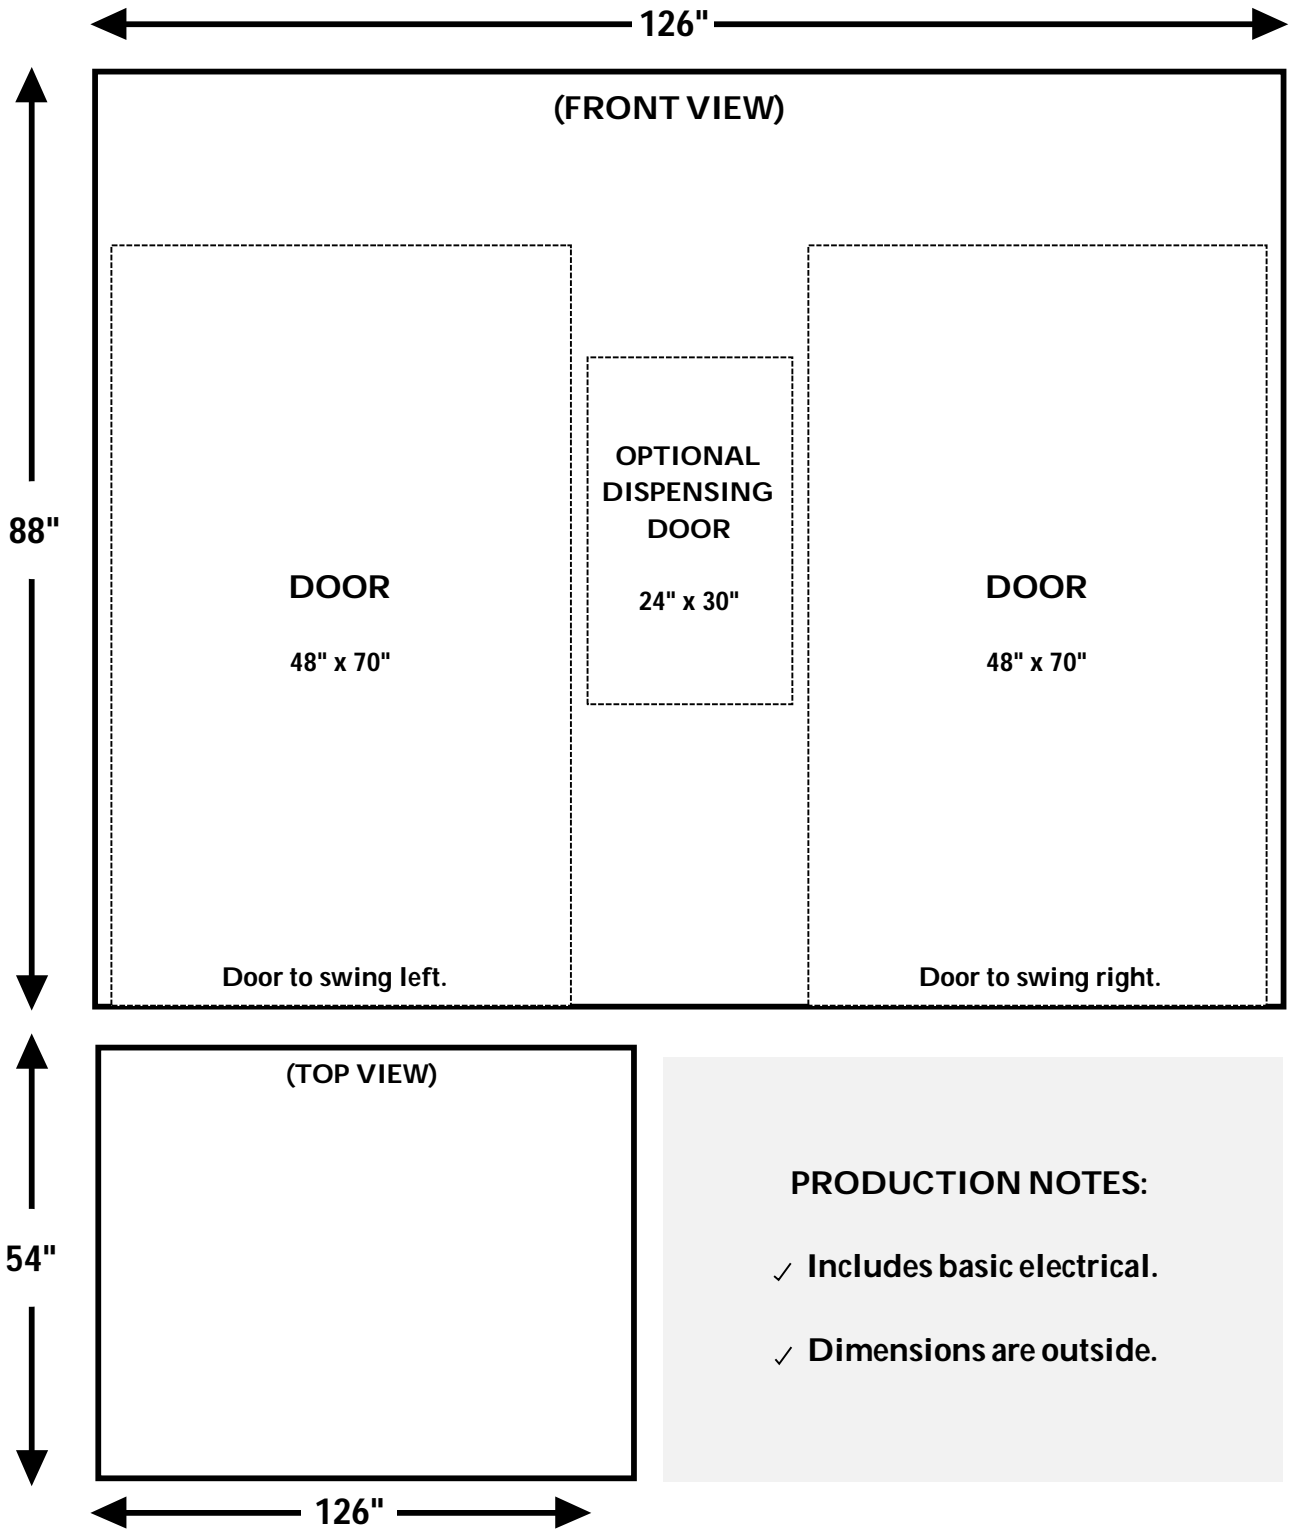 126"
(FRONT VIEW)
88"
DOOR
48" x 70"
Door to swing left.
OPTIONAL
DISPENSING
DOOR
24" x 30"
DOOR
48" x 70"
Door to swing right.
54"
(TOP VIEW)
126"
PRODUCTION NOTES:
✓ Includes basic electrical.
✓ Dimensions are outside.